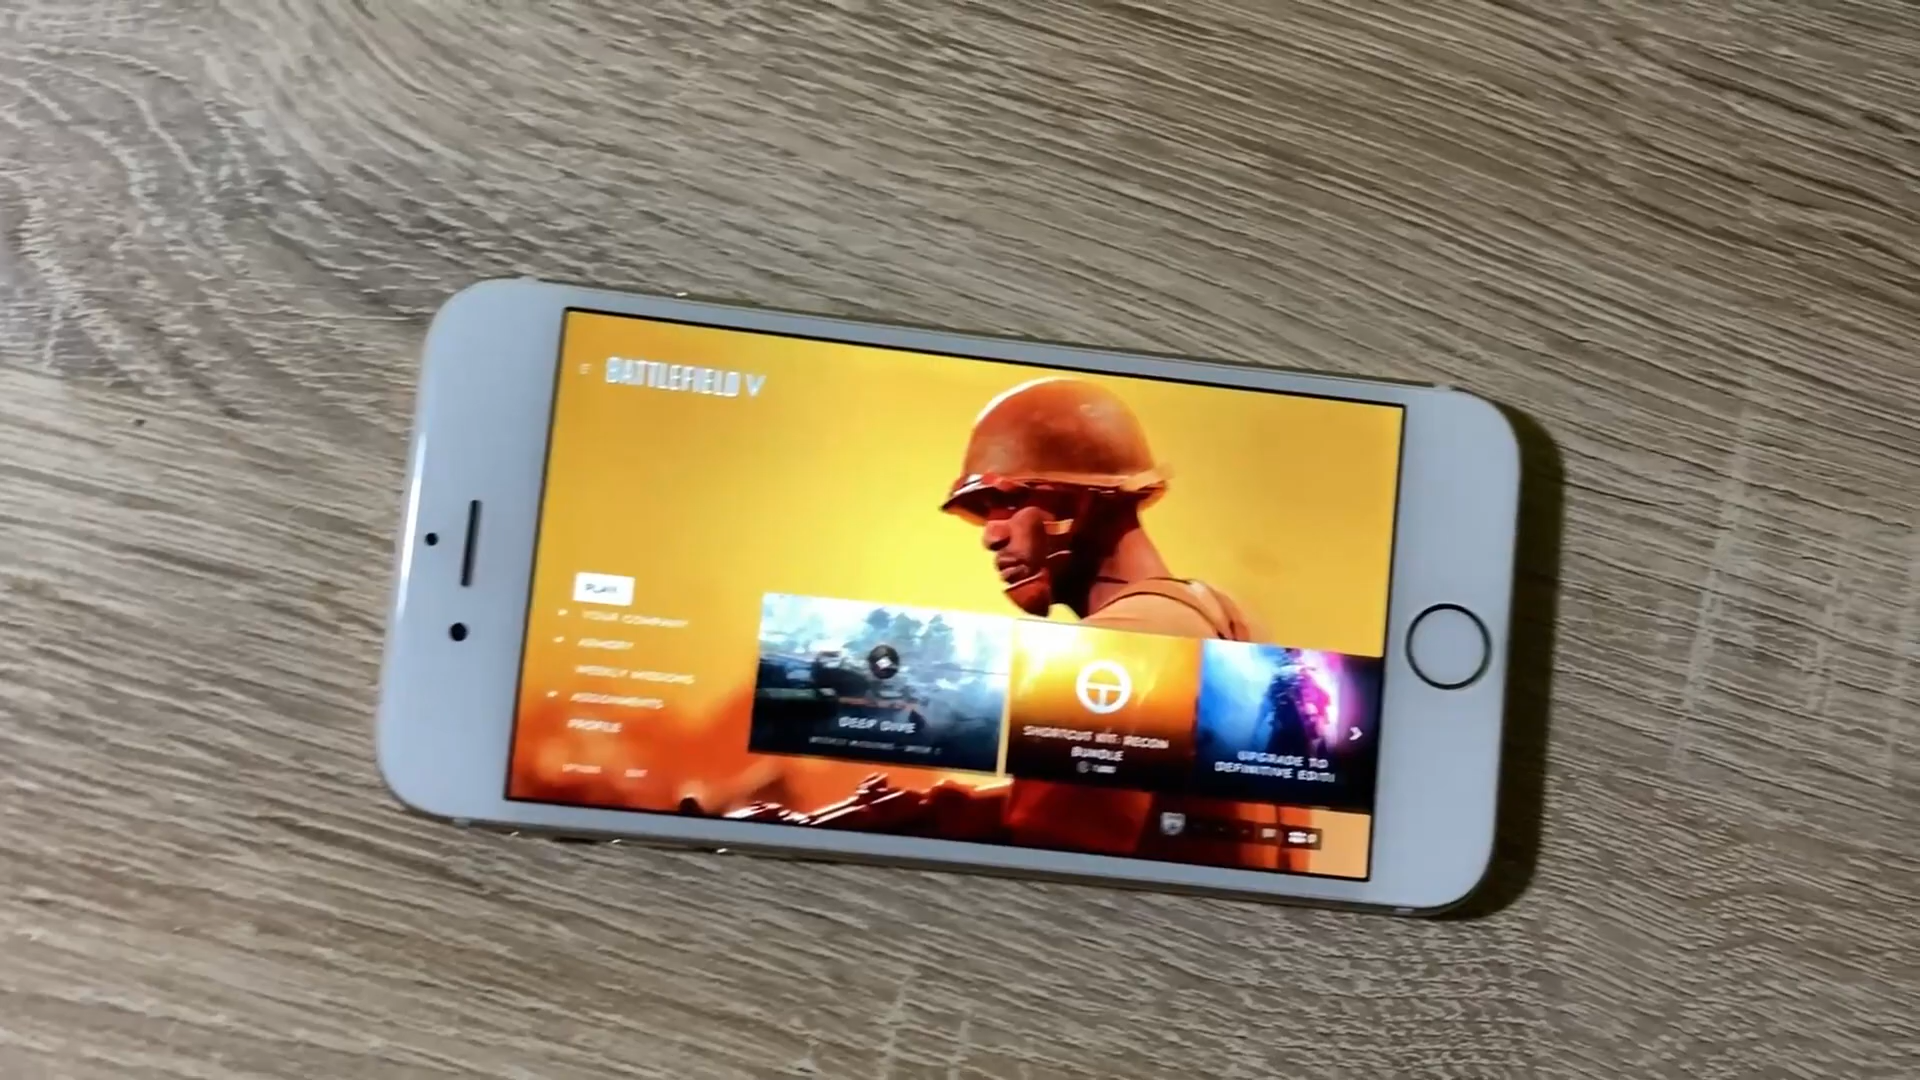 BATTLEFIELD V
PLAY
YOUR COMPANY
ARMORY
WEEKLY MISSIONS
ASSIGNMENTS
PROFILE
OPTIONS
DEEP DIVE
SHORTCUT KIT: RECON
BUNDLE
UPGRADE TO
DEFINITIVE EDITI